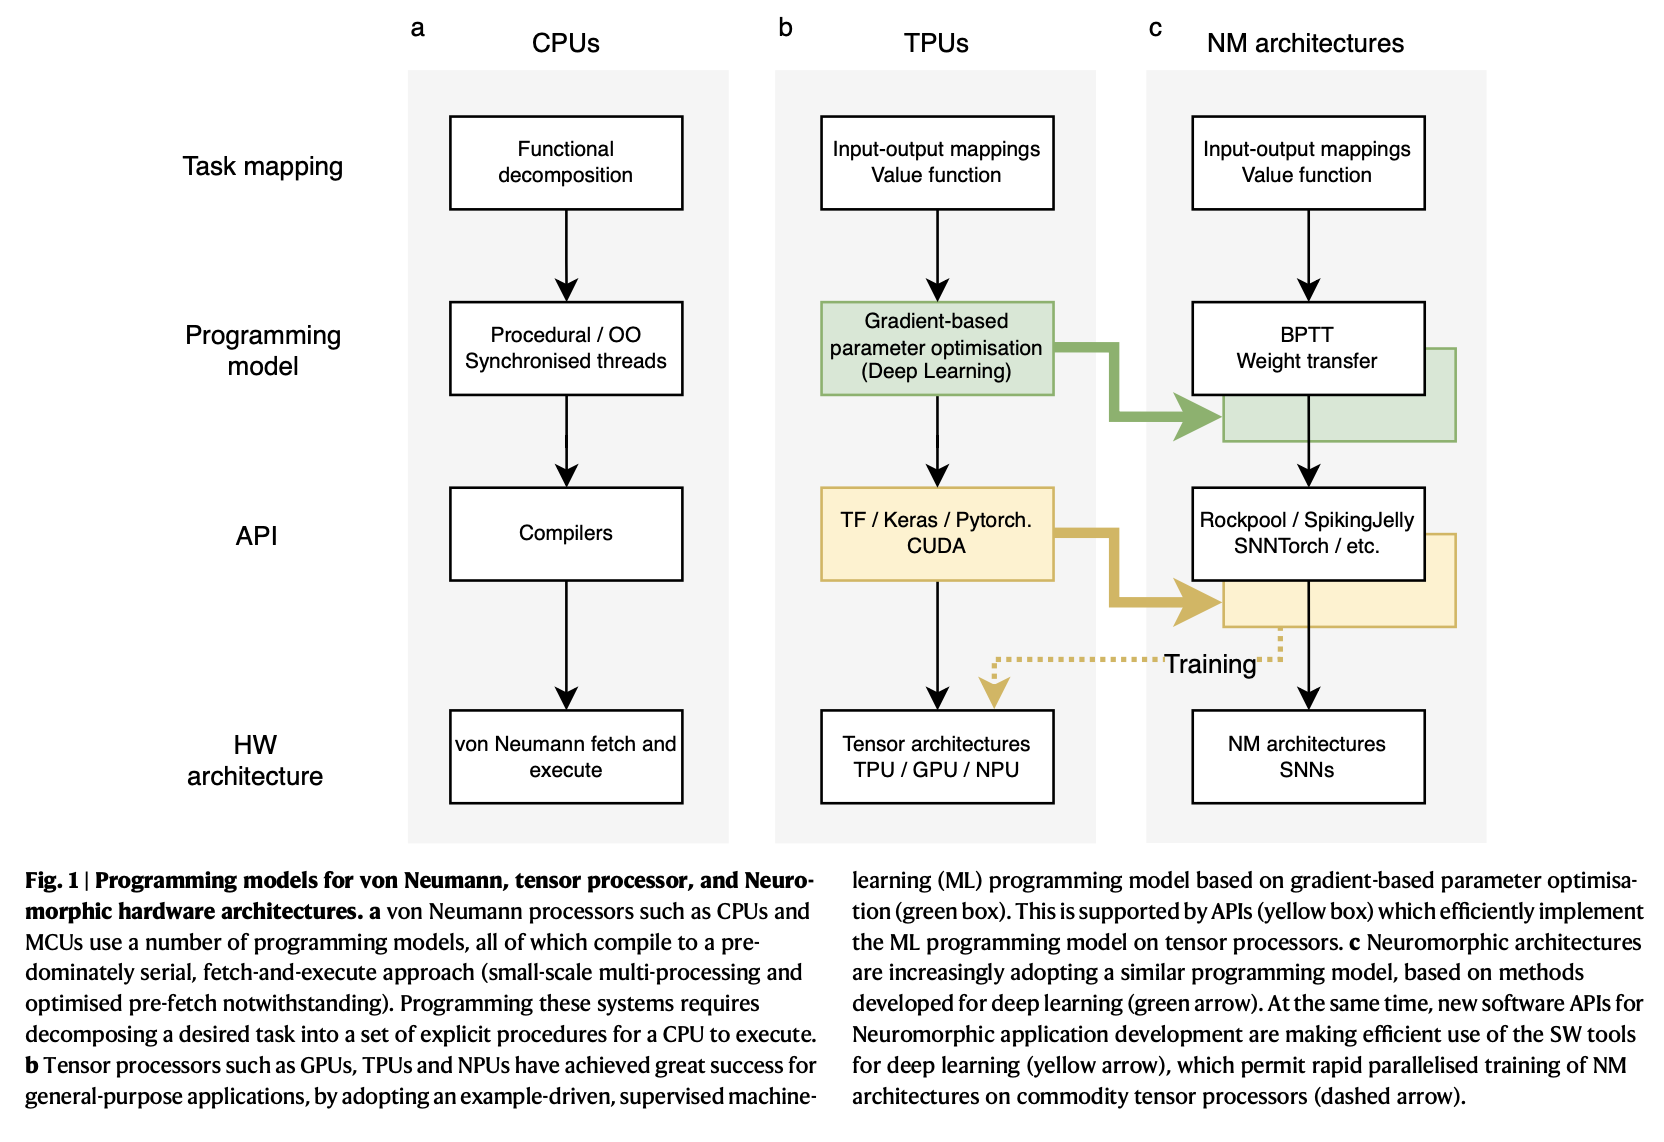 a
CPUs
b
TPUs
c
NM architectures
Task mapping
Functional
decomposition
Input-output mappings
Value function
Input-output mappings
Value function
Programming
model
Procedural / OO
Synchronised threads
Gradient-based
parameter optimisation
(Deep Learning)
BPTT
Weight transfer
API
Compilers
TF / Keras / Pytorch.
CUDA
Rockpool / SpikingJelly
SNNTorch / etc.
Training
HW
architecture
von Neumann fetch and
execute
Tensor architectures
TPU / GPU / NPU
NM architectures
SNNs
Fig. 1 | Programming models for von Neumann, tensor processor, and Neuro-
morphic hardware architectures. a von Neumann processors such as CPUs and
MCUs use a number of programming models, all of which compile to a pre-
dominately serial, fetch-and-execute approach (small-scale multi-processing and
optimised pre-fetch notwithstanding). Programming these systems requires
decomposing a desired task into a set of explicit procedures for a CPU to execute.
b Tensor processors such as GPUs, TPUs and NPUs have achieved great success for
general-purpose applications, by adopting an example-driven, supervised machine-
learning (ML) programming model based on gradient-based parameter optimisa-
tion (green box). This is supported by APIs (yellow box) which efficiently implement
the ML programming model on tensor processors. c Neuromorphic architectures
are increasingly adopting a similar programming model, based on methods
developed for deep learning (green arrow). At the same time, new software APIs for
Neuromorphic application development are making efficient use of the SW tools
for deep learning (yellow arrow), which permit rapid parallelised training of NM
architectures on commodity tensor processors (dashed arrow).